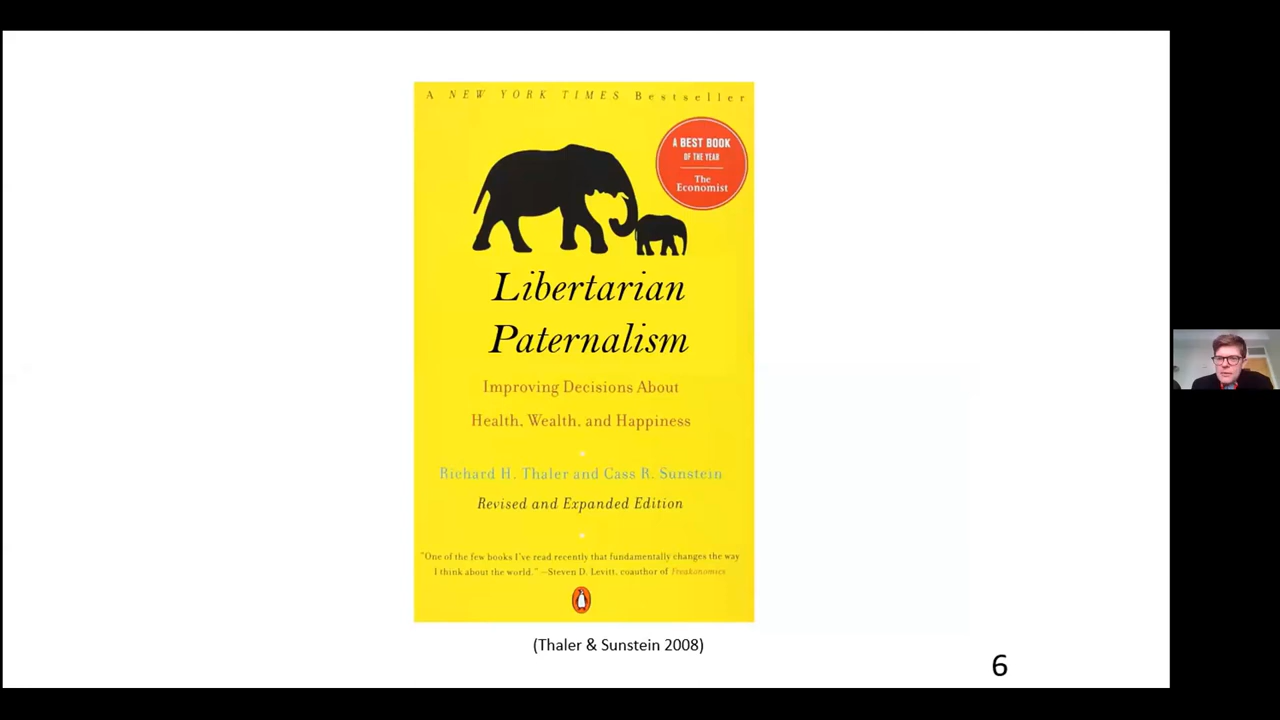 A NEW YORK TIMES Bestseller
A BEST BOOK
OF THE YEAR
The
Economist
Libertarian
Paternalism
Improving Decisions About
Health, Wealth, and Happiness
Richard H. Thaler and Cass R. Sunstein
Revised and Expanded Edition
"One of the few books I've read recently that fundamentally changes the way
I think about the world." —Steven D. Levitt, coauthor of Freakonomics
(Thaler & Sunstein 2008)
6